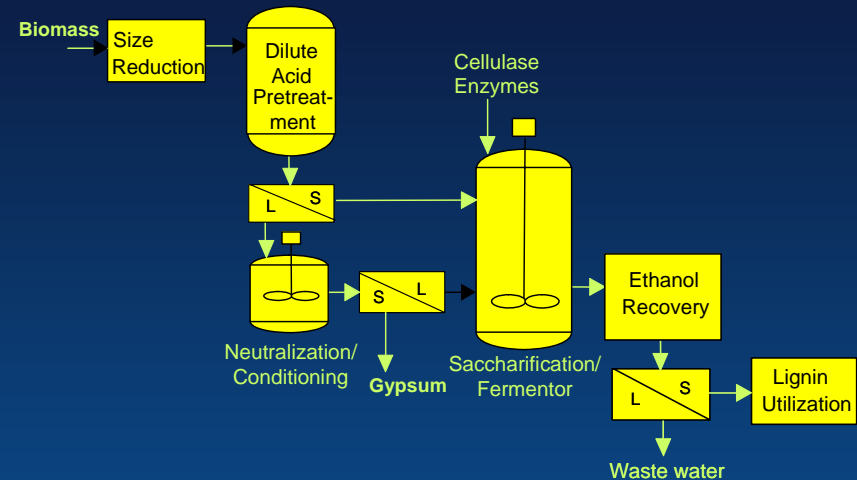 Biomass
Size
Reduction
Dilute
Acid
Pretreat-
ment
Cellulase
Enzymes
L
S
S
L
Neutralization/
Conditioning
Gypsum
Saccharification/
Fermentor
Ethanol
Recovery
L
S
Lignin
Utilization
Waste water